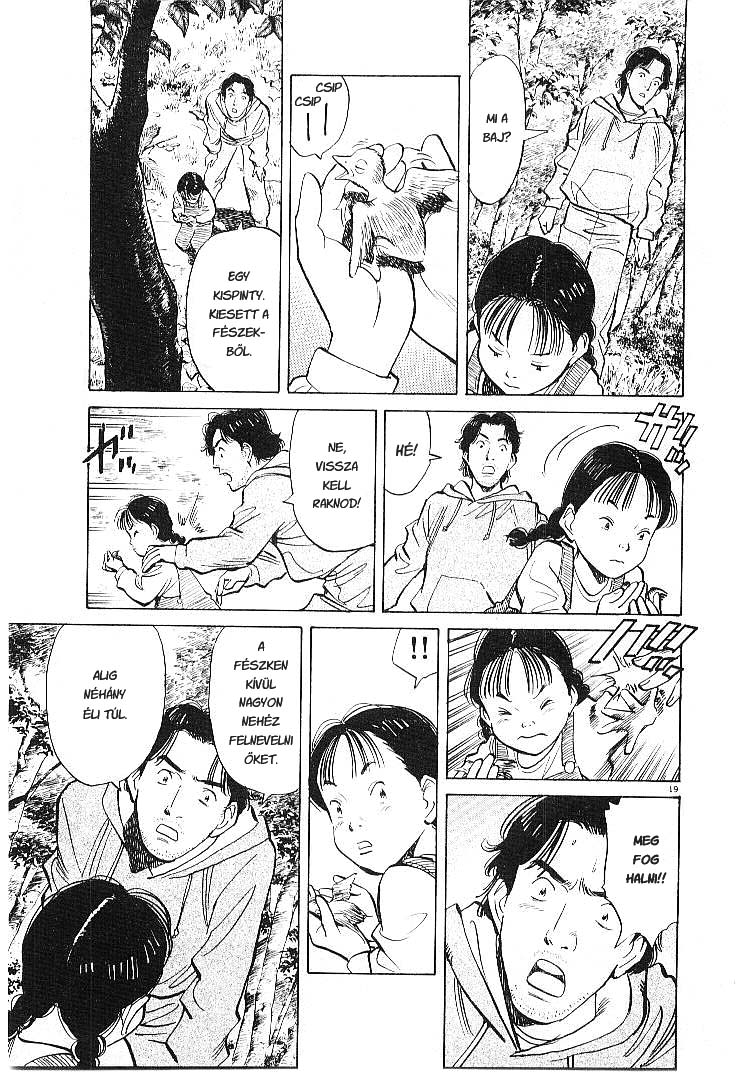 MI A
BAJ?
CSIP
CSIP
EGY
KISPINTY.
KIESETT A
FÉSZEK-
BŐL.
HÉ!
NE,
VISSZA
KELL
RAKNOD!
!!
MEG
FOG
HALNI!!
A
FÉSZKEN
KÍVÜL
NAGYON
NEHÉZ
FELNEVELNI
ŐKET.
ALIG
NÉHÁNY
ÉLI TÚL.
19